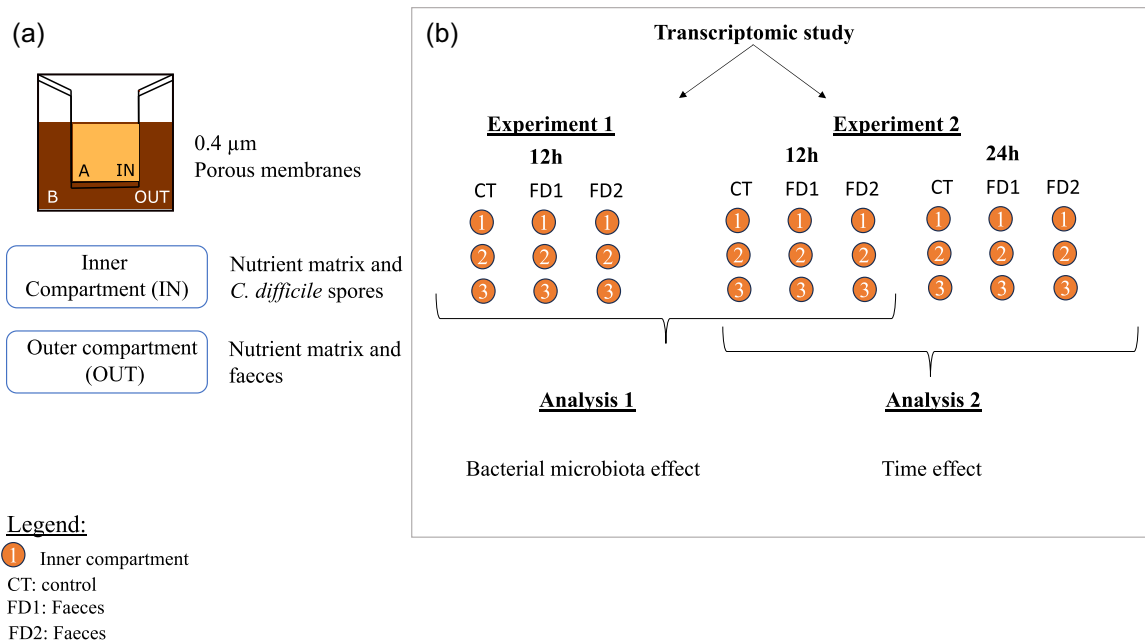 (a)
A IN
B OUT
0.4 µm
Porous membranes
Inner
Compartment (IN)
Nutrient matrix and
C. difficile spores
Outer compartment
(OUT)
Nutrient matrix and
faeces
Legend:
1 Inner compartment
CT: control
FD1: Faeces
FD2: Faeces
(b)
Transcriptomic study
Experiment 1
12h
CT FD1 FD2
1 1 1
2 2 2
3 3 3
Experiment 2
12h 24h
CT FD1 FD2 CT FD1 FD2
1 1 1 1 1 1
2 2 2 2 2 2
3 3 3 3 3 3
Analysis 1
Bacterial microbiota effect
Analysis 2
Time effect